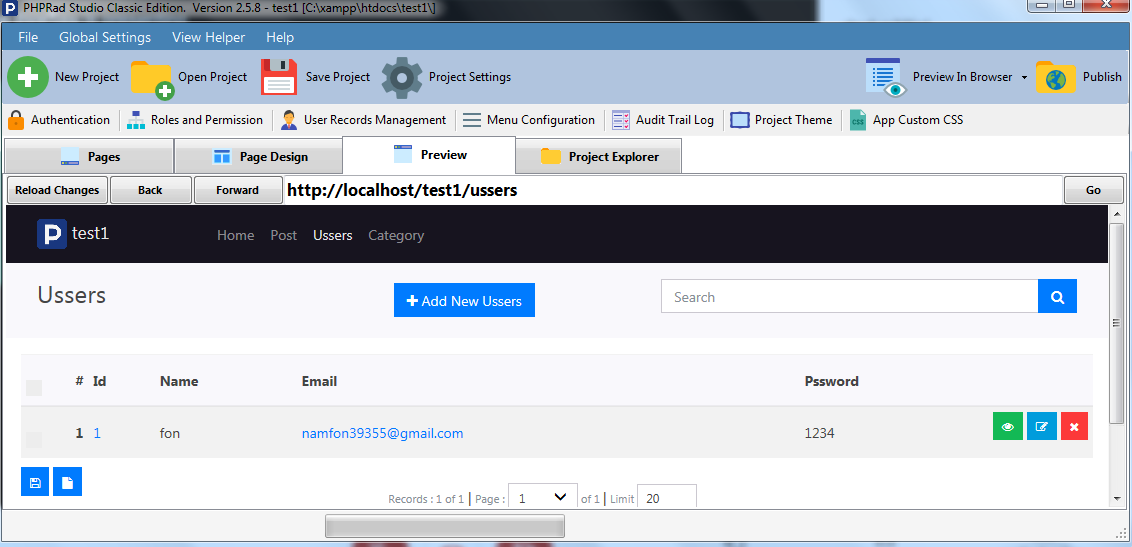 PHPRad Studio Classic Edition. Version 2.5.8 - test1 [C:\xampp\htdocs\test1\]
File Global Settings View Helper Help
New Project Open Project Save Project Project Settings Preview In Browser Publish
Authentication Roles and Permission User Records Management Menu Configuration Audit Trail Log Project Theme App Custom CSS
Pages Page Design Preview Project Explorer
Reload Changes Back Forward http://localhost/test1/ussers Go
P test1 Home Post Ussers Category
Ussers + Add New Ussers Search
# Id Name Email Pssword
1 1 fon namfon39355@gmail.com 1234
Records : 1 of 1 | Page : 1 of 1 | Limit 20